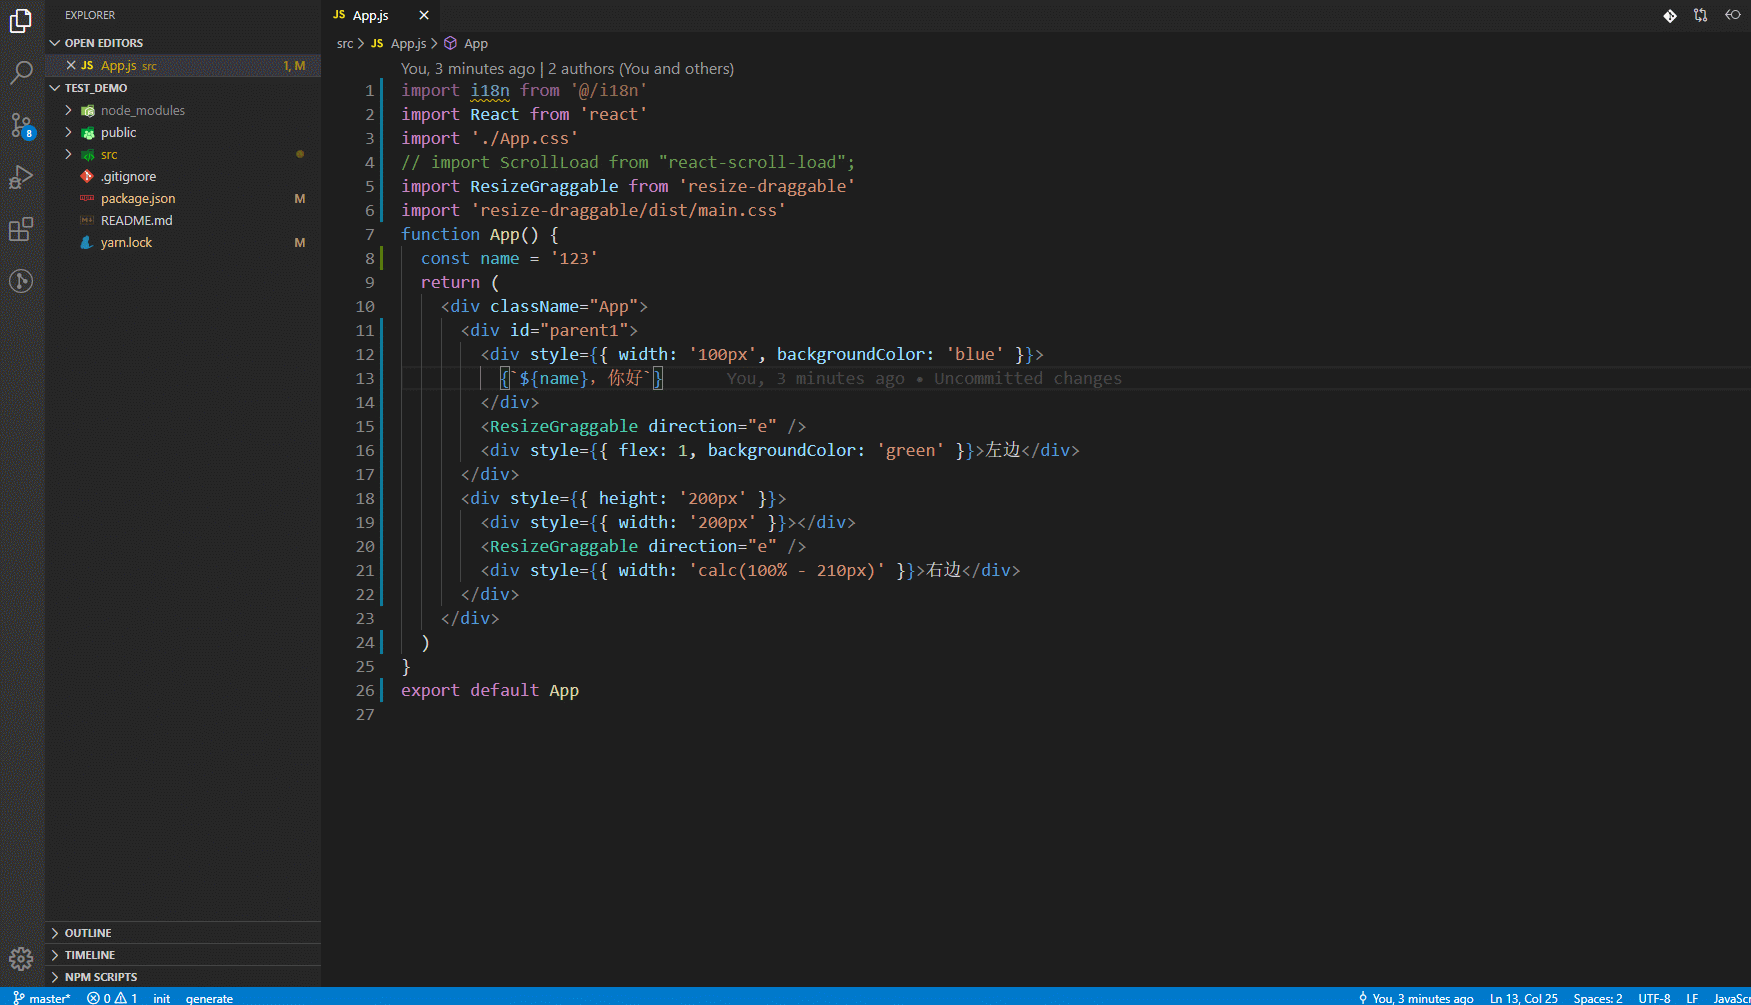 EXPLORER
OPEN EDITORS
JS App.js src 1, M
TEST_DEMO
node_modules
public
src
.gitignore
package.json M
README.md
yarn.lock M
OUTLINE
TIMELINE
NPM SCRIPTS
8
JS App.js
src > JS App.js > App
You, 3 minutes ago | 2 authors (You and others)
1 import i18n from '@/i18n'
2 import React from 'react'
3 import './App.css'
4 // import ScrollLoad from "react-scroll-load";
5 import ResizeGraggable from 'resize-draggable'
6 import 'resize-draggable/dist/main.css'
7 function App() {
8 const name = '123'
9 return (
10 <div className="App">
11 <div id="parent1">
12 <div style={{ width: '100px', backgroundColor: 'blue' }}>
13 {`${name}，你好`} You, 3 minutes ago • Uncommitted changes
14 </div>
15 <ResizeGraggable direction="e" />
16 <div style={{ flex: 1, backgroundColor: 'green' }}>左边</div>
17 </div>
18 <div style={{ height: '200px' }}>
19 <div style={{ width: '200px' }}></div>
20 <ResizeGraggable direction="e" />
21 <div style={{ width: 'calc(100% - 210px)' }}>右边</div>
22 </div>
23 </div>
24 )
25 }
26 export default App
27
master* 0 1 init generate You, 3 minutes ago Ln 13, Col 25 Spaces: 2 UTF-8 LF JavaScr